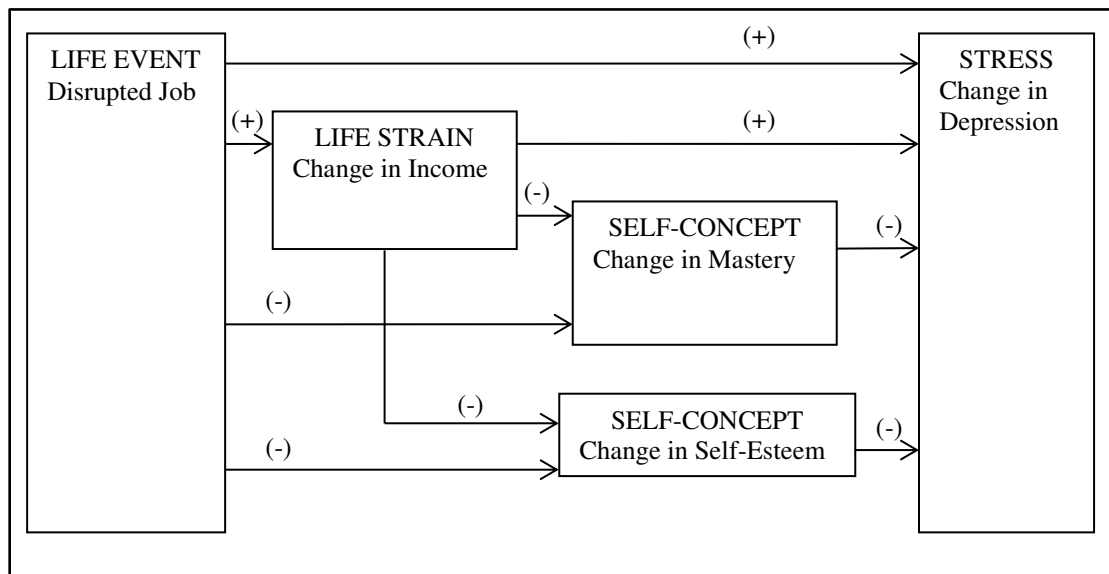 LIFE EVENT
Disrupted Job
(+)
STRESS
Change in
Depression
(+)
LIFE STRAIN
Change in Income
(+)
(-)
SELF-CONCEPT
Change in Mastery
(-)
(-)
(-)
SELF-CONCEPT
Change in Self-Esteem
(-)
(-)